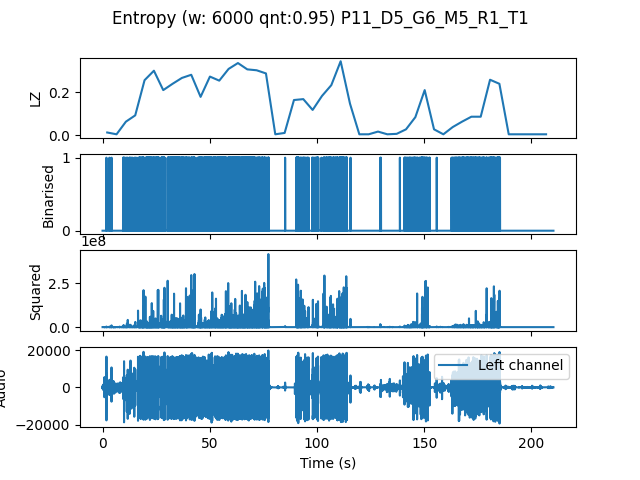 Entropy (w: 6000 qnt:0.95) P11_D5_G6_M5_R1_T1
LZ
0.2
0.0
Binarised
1
0
1e8
Squared
2.5
0.0
Audio
20000
0
−20000
Left channel
0 50 100 150 200
Time (s)